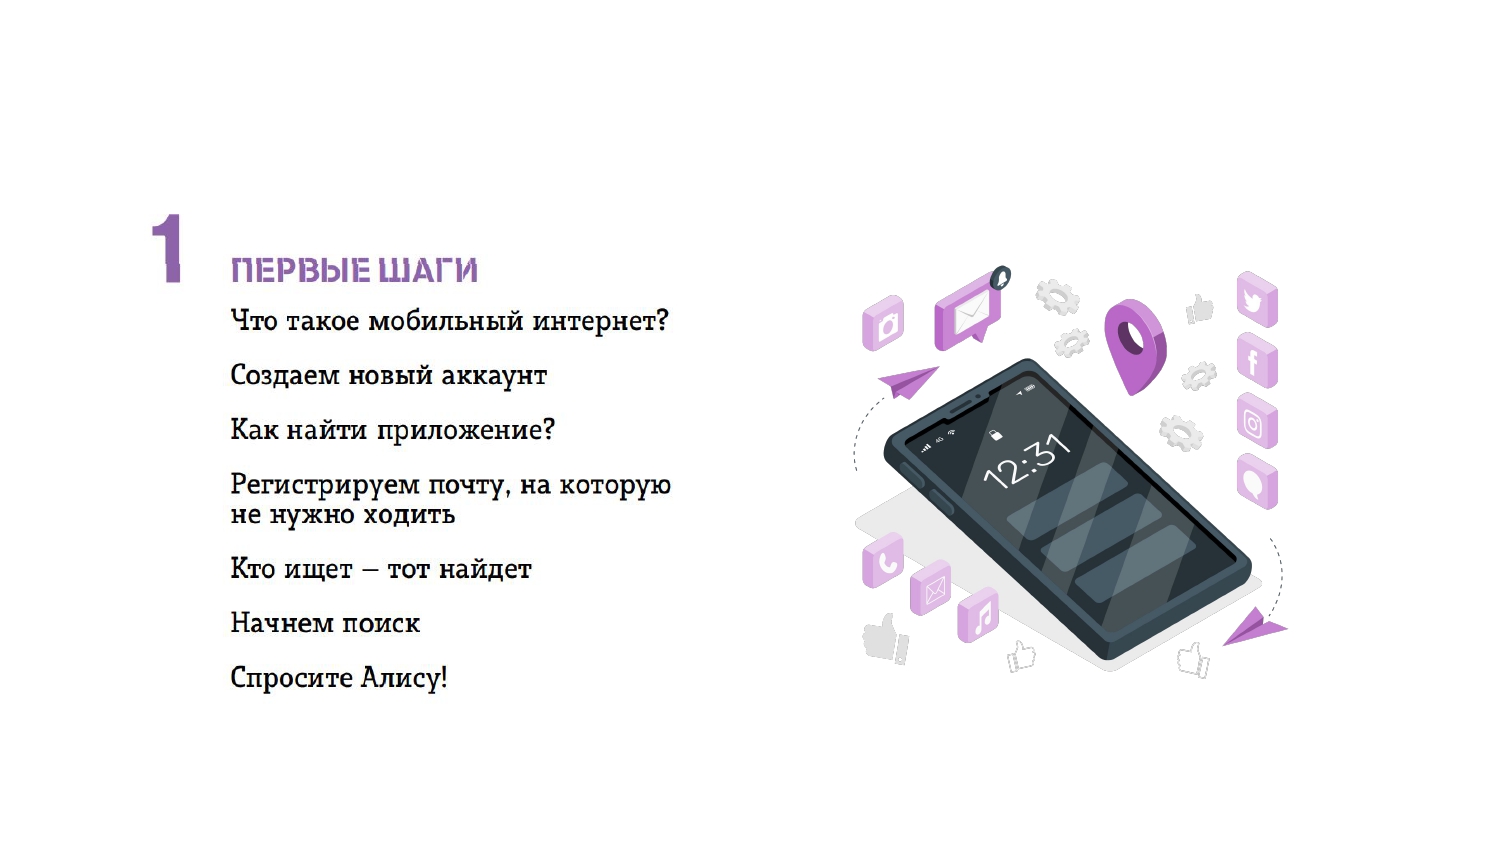 1
ПЕРВЫЕ ШАГИ
Что такое мобильный интернет?
Создаем новый аккаунт
Как найти приложение?
Регистрируем почту, на которую
не нужно ходить
Кто ищет – тот найдет
Начнем поиск
Спросите Алису!
4G
12:31